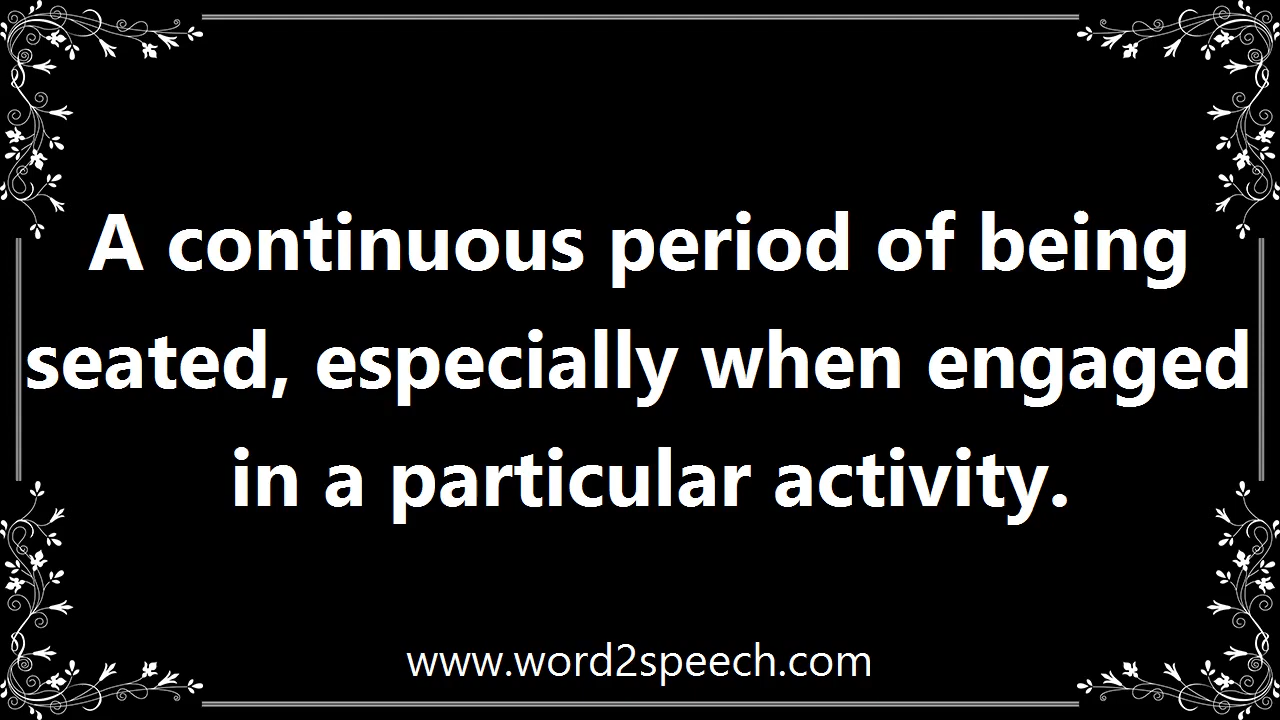 A continuous period of being
seated, especially when engaged
in a particular activity.
www.word2speech.com